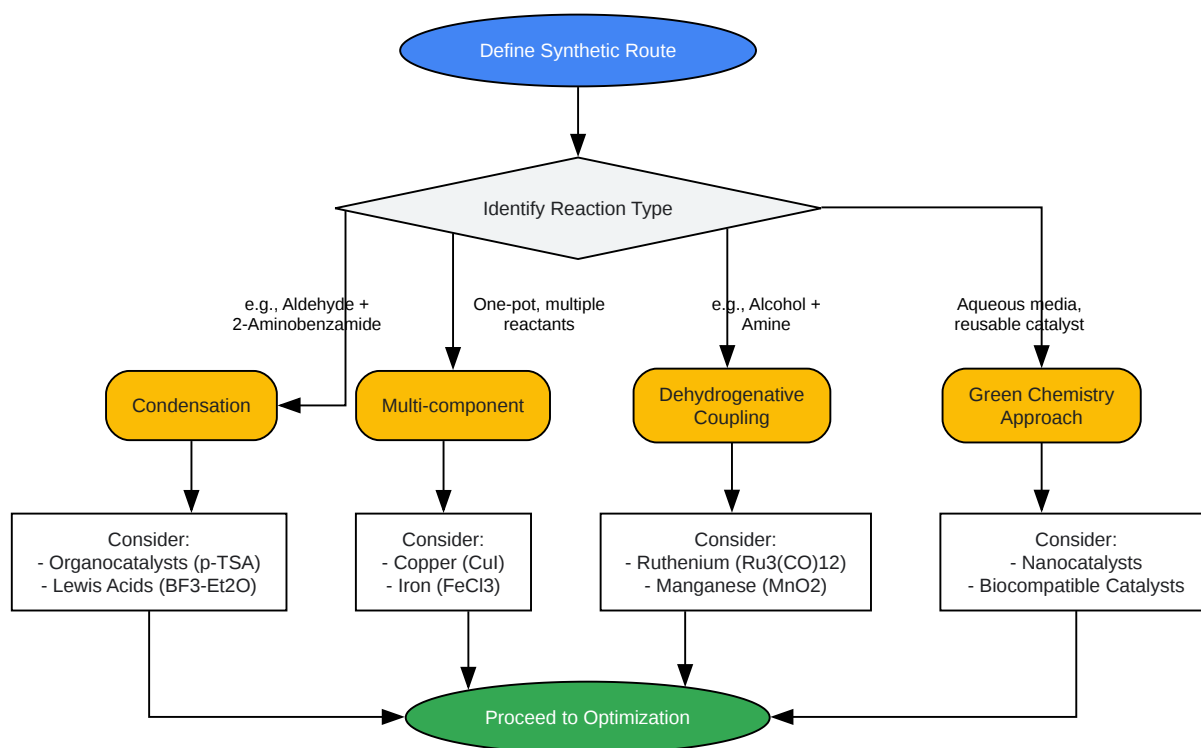 Define Synthetic Route
Identify Reaction Type
e.g., Aldehyde +
2-Aminobenzamide
One-pot, multiple
reactants
e.g., Alcohol +
Amine
Aqueous media,
reusable catalyst
Condensation
Multi-component
Dehydrogenative
Coupling
Green Chemistry
Approach
Consider:
- Organocatalysts (p-TSA)
- Lewis Acids (BF3-Et2O)
Consider:
- Copper (CuI)
- Iron (FeCl3)
Consider:
- Ruthenium (Ru3(CO)12)
- Manganese (MnO2)
Consider:
- Nanocatalysts
- Biocompatible Catalysts
Proceed to Optimization